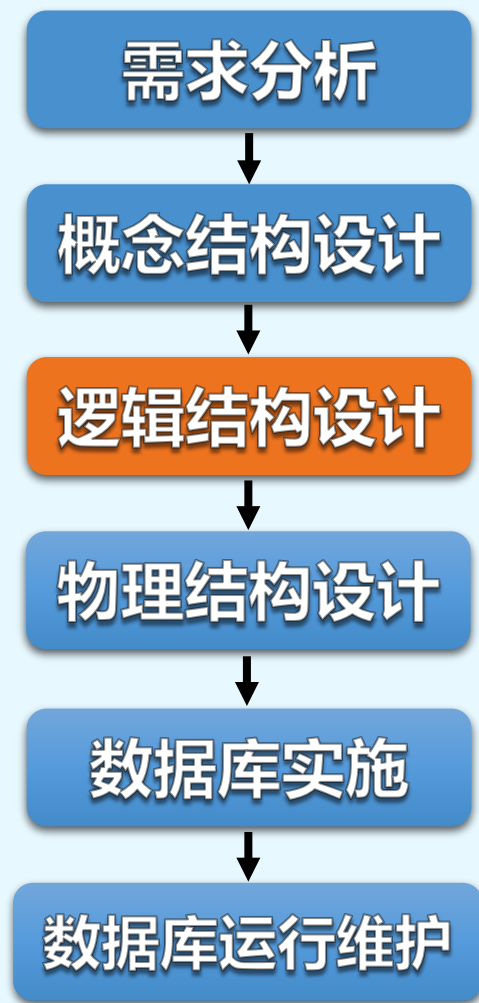 需求分析
概念结构设计
逻辑结构设计
物理结构设计
数据库实施
数据库运行维护